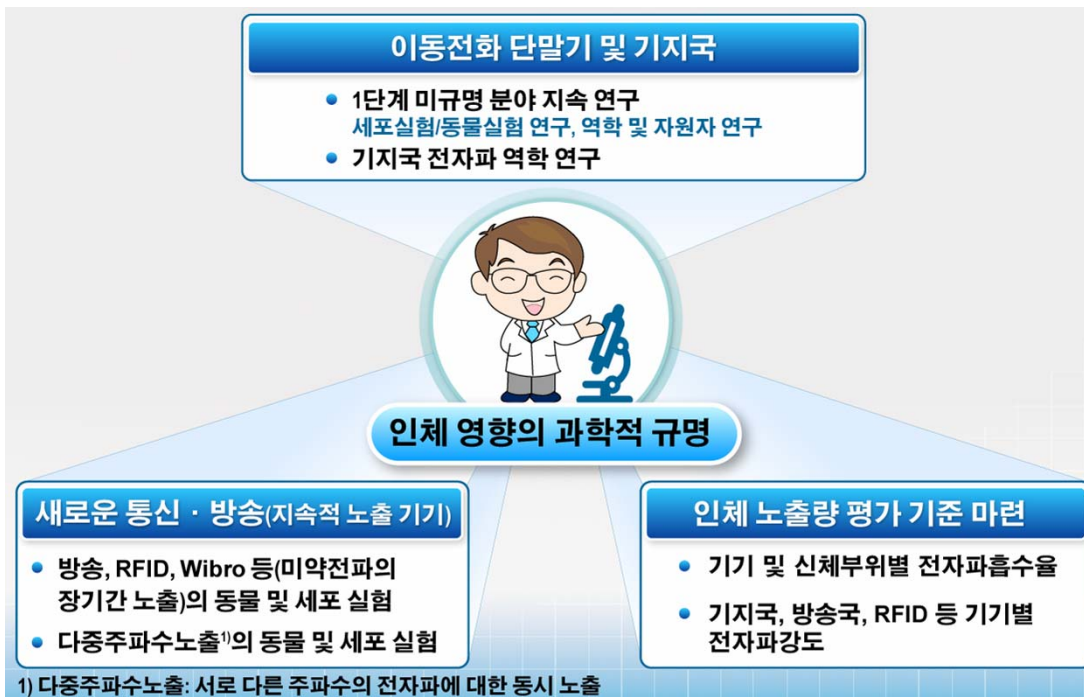 이동전화 단말기 및 기지국
• 1단계 미규명 분야 지속 연구
세포실험/동물실험 연구, 역학 및 자원자 연구
• 기지국 전자파 역학 연구
인체 영향의 과학적 규명
새로운 통신 · 방송(지속적 노출 기기)
• 방송, RFID, Wibro 등(미약전파의
장기간 노출)의 동물 및 세포 실험
• 다중주파수노출1)의 동물 및 세포 실험
인체 노출량 평가 기준 마련
• 기기 및 신체부위별 전자파흡수율
• 기지국, 방송국, RFID 등 기기별
전자파강도
1) 다중주파수노출: 서로 다른 주파수의 전자파에 대한 동시 노출